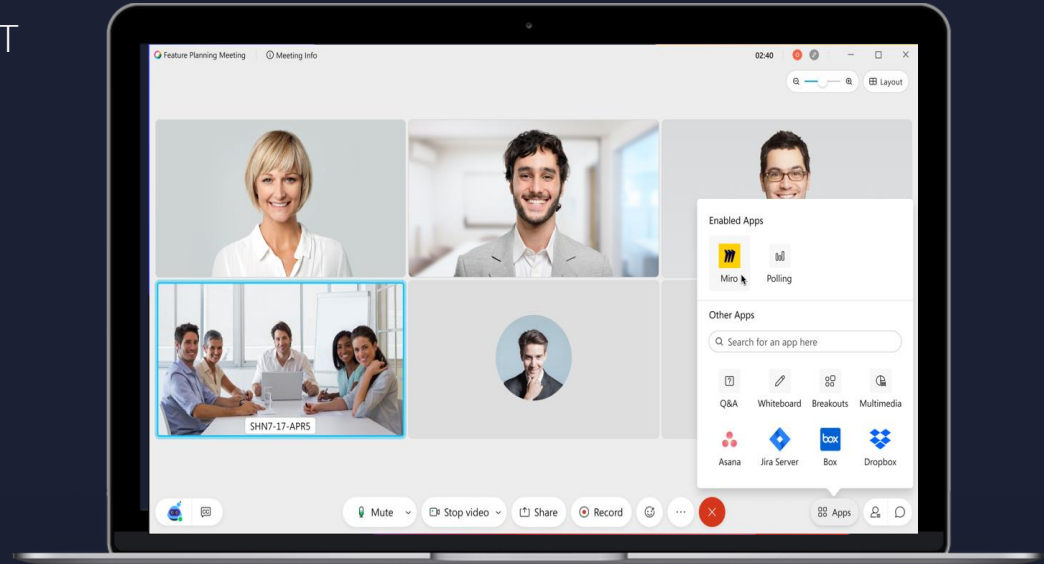 T
Feature Planning Meeting
Meeting Info
02:40
Layout
Enabled Apps
Miro
Polling
Other Apps
Search for an app here
Q&A
Whiteboard
Breakouts
Multimedia
Asana
Jira Server
box
Box
Dropbox
SHN7-17-APR5
Mute
Stop video
Share
Record
Apps